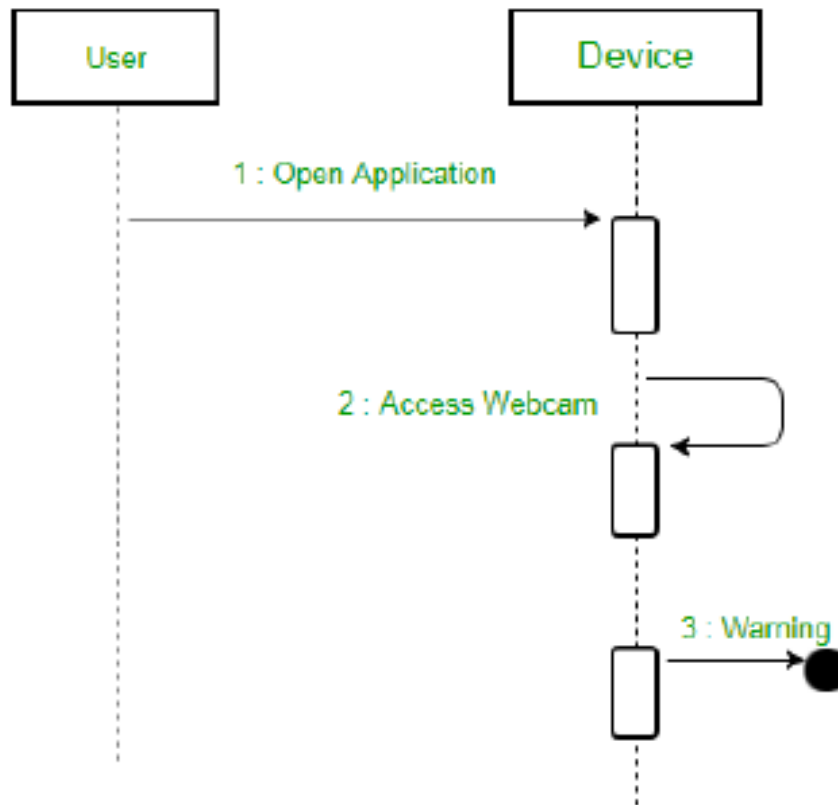 User
Device
1 : Open Application
2 : Access Webcam
3 : Warning